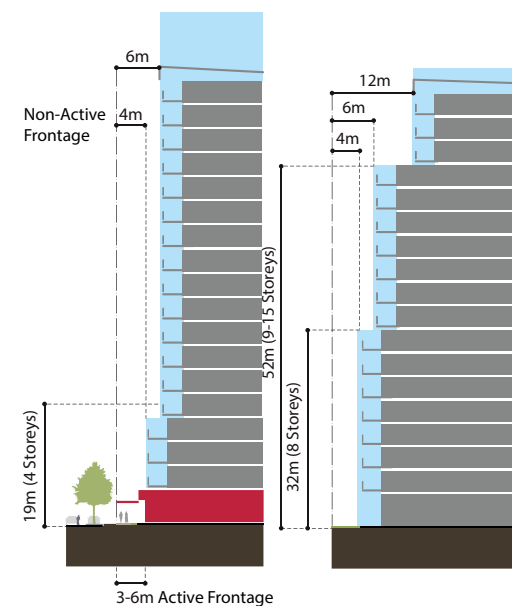 6m
4m
Non-Active
Frontage
19m (4 Storeys)
3-6m Active Frontage
12m
6m
4m
52m (9-15 Storeys)
32m (8 Storeys)